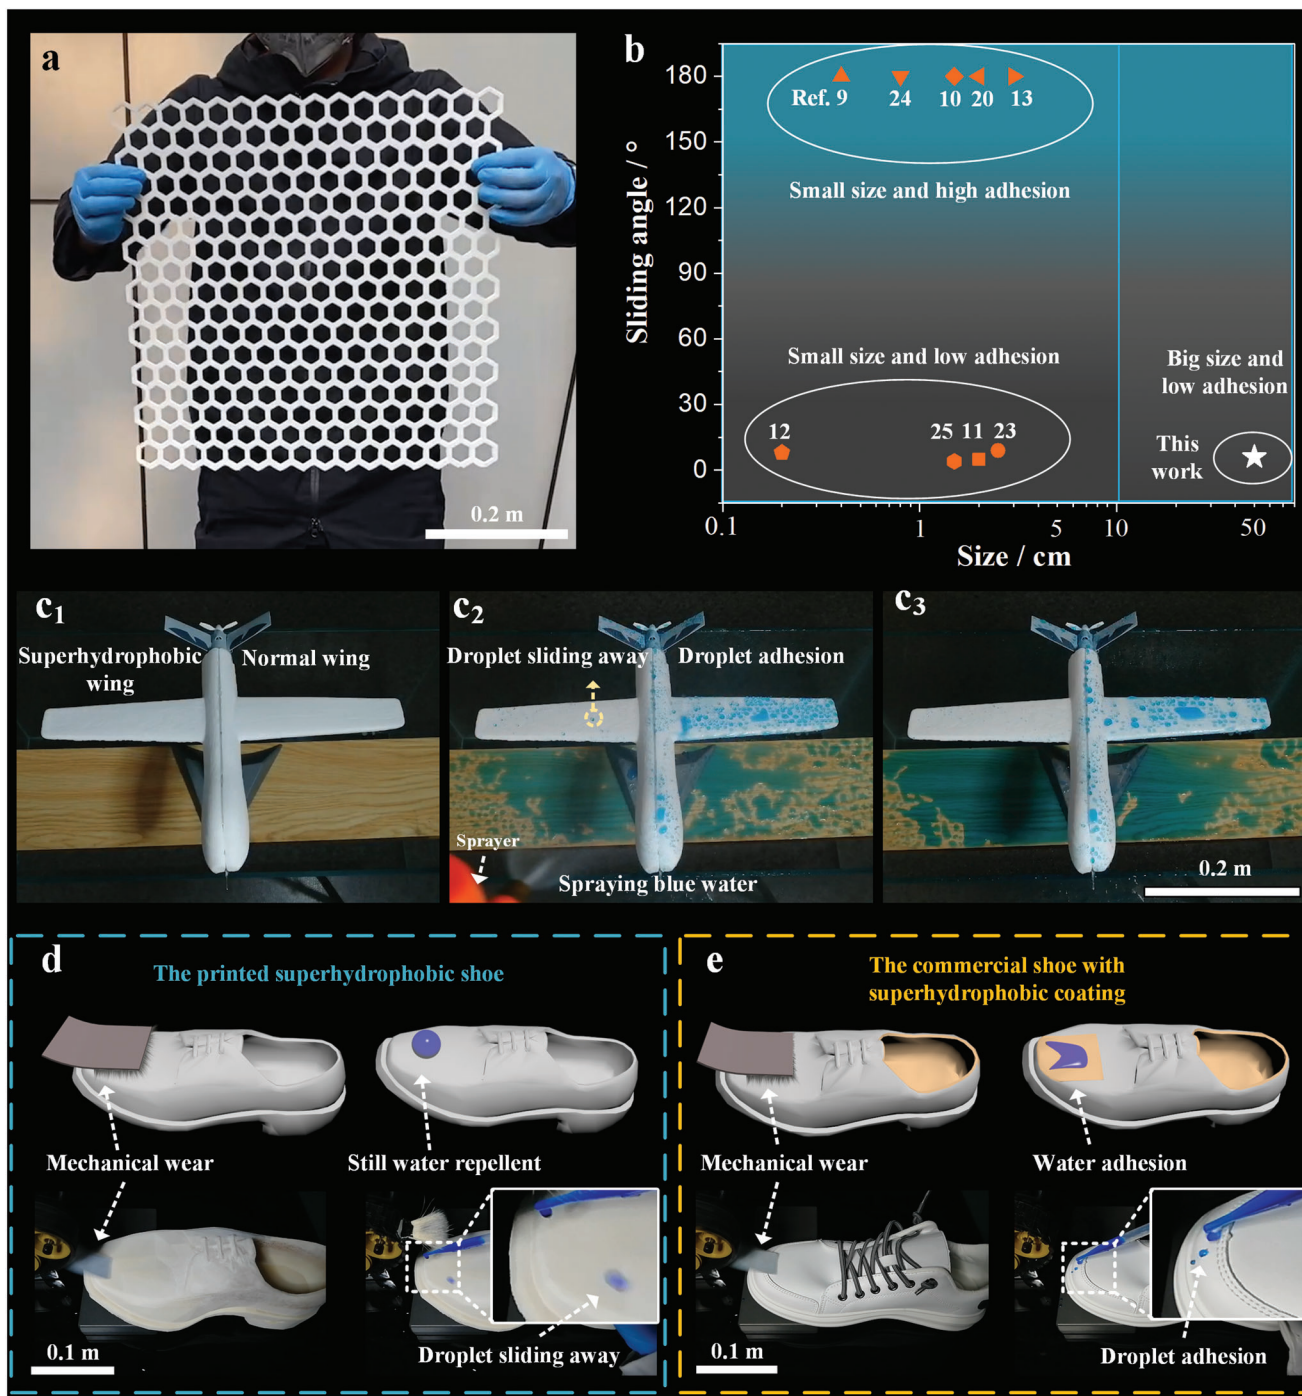 a
0.2 m
b
Sliding angle / °
180
150
120
90
60
30
0
Ref. 9
24
10
20
13
Small size and high adhesion
Small size and low adhesion
12
25
11
23
Big size and
low adhesion
This
work
0.1
1
5
10
50
Size / cm
c1
Superhydrophobic
wing
Normal wing
c2
Droplet sliding away
Droplet adhesion
Sprayer
Spraying blue water
c3
0.2 m
d
The printed superhydrophobic shoe
Mechanical wear
Still water repellent
0.1 m
Droplet sliding away
e
The commercial shoe with
superhydrophobic coating
Mechanical wear
Water adhesion
0.1 m
Droplet adhesion